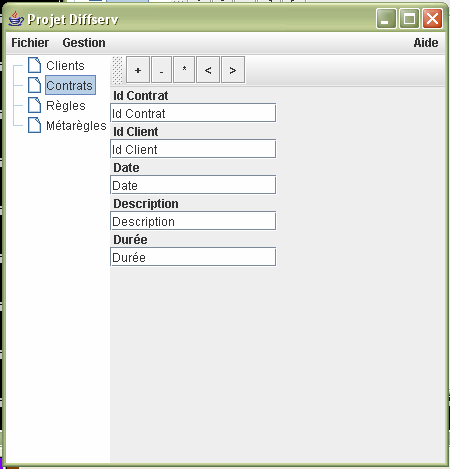 Projet Diffserv
Fichier Gestion Aide
Clients
Contrats
Règles
Métarègles
+ - * < >
Id Contrat
Id Contrat
Id Client
Id Client
Date
Date
Description
Description
Durée
Durée